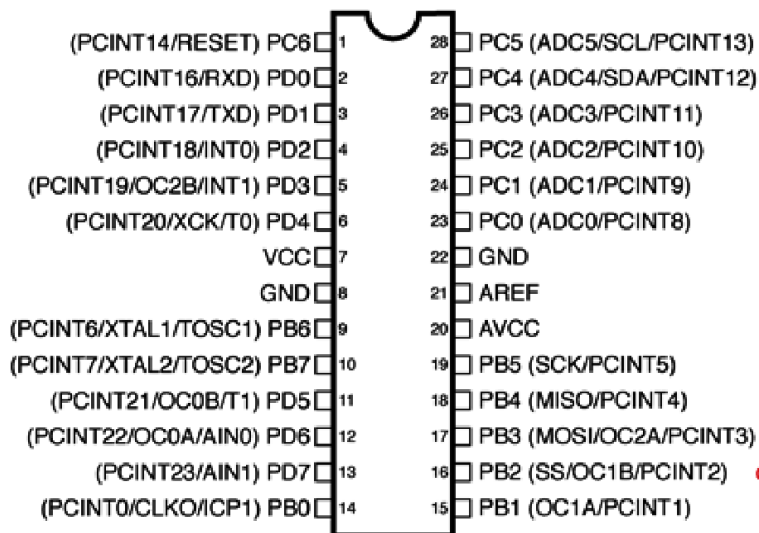 (PCINT14/RESET) PC6 1 28 PC5 (ADC5/SCL/PCINT13)
(PCINT16/RXD) PD0 2 27 PC4 (ADC4/SDA/PCINT12)
(PCINT17/TXD) PD1 3 26 PC3 (ADC3/PCINT11)
(PCINT18/INT0) PD2 4 25 PC2 (ADC2/PCINT10)
(PCINT19/OC2B/INT1) PD3 5 24 PC1 (ADC1/PCINT9)
(PCINT20/XCK/T0) PD4 6 23 PC0 (ADC0/PCINT8)
VCC 7 22 GND
GND 8 21 AREF
(PCINT6/XTAL1/TOSC1) PB6 9 20 AVCC
(PCINT7/XTAL2/TOSC2) PB7 10 19 PB5 (SCK/PCINT5)
(PCINT21/OC0B/T1) PD5 11 18 PB4 (MISO/PCINT4)
(PCINT22/OC0A/AIN0) PD6 12 17 PB3 (MOSI/OC2A/PCINT3)
(PCINT23/AIN1) PD7 13 16 PB2 (SS/OC1B/PCINT2)
(PCINT0/CLKO/ICP1) PB0 14 15 PB1 (OC1A/PCINT1)